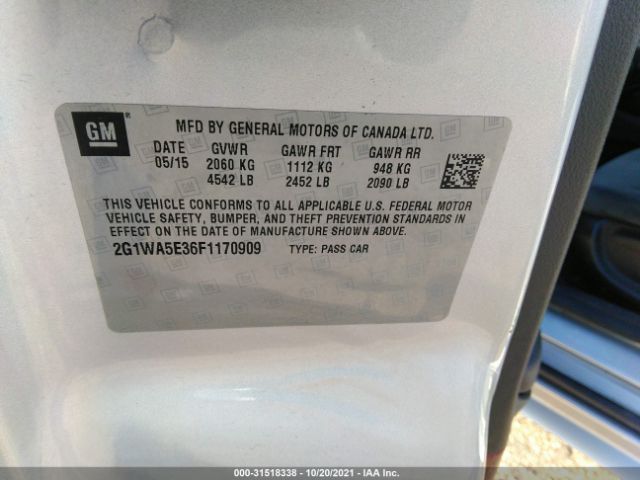 GM
MFD BY GENERAL MOTORS OF CANADA LTD.
DATE GVWR GAWR FRT GAWR RR
05/15 2060 KG 1112 KG 948 KG
4542 LB 2452 LB 2090 LB
THIS VEHICLE CONFORMS TO ALL APPLICABLE U.S. FEDERAL MOTOR
VEHICLE SAFETY, BUMPER, AND THEFT PREVENTION STANDARDS IN
EFFECT ON THE DATE OF MANUFACTURE SHOWN ABOVE.
2G1WA5E36F1170909 TYPE: PASS CAR
000-31518338 - 10/20/2021 - IAA Inc.